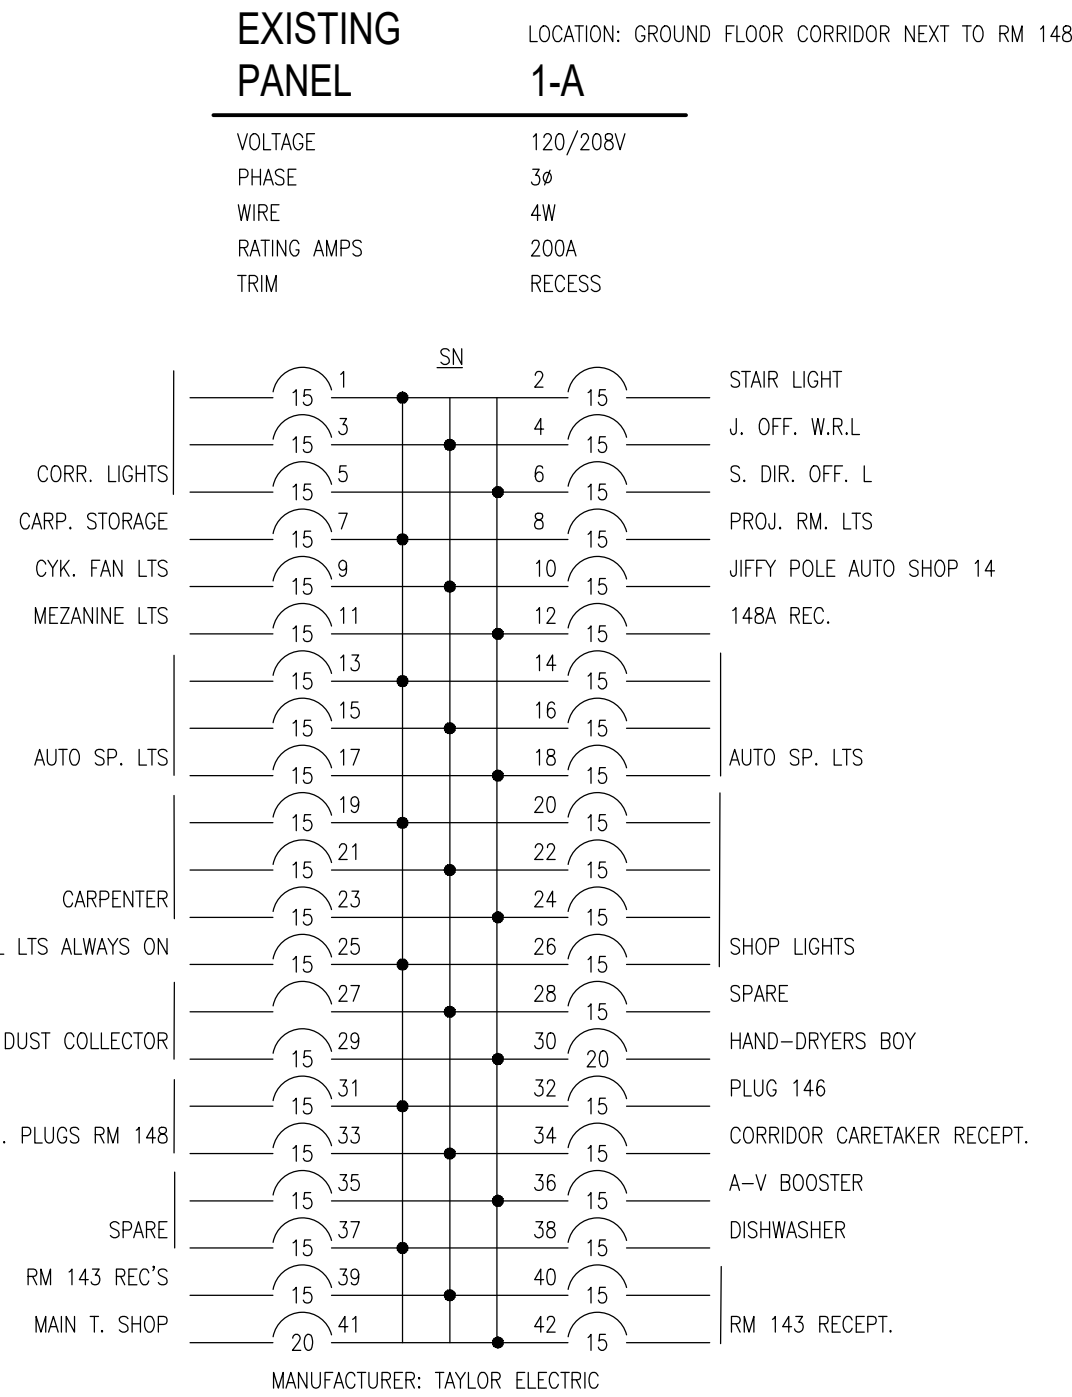 EXISTING LOCATION: GROUND FLOOR CORRIDOR NEXT TO RM 148
PANEL 1-A
VOLTAGE 120/208V
PHASE 3ø
WIRE 4W
RATING AMPS 200A
TRIM RECESS
SN
15 1 2 15 STAIR LIGHT
15 3 4 15 J. OFF. W.R.L
CORR. LIGHTS 15 5 6 15 S. DIR. OFF. L
CARP. STORAGE 15 7 8 15 PROJ. RM. LTS
CYK. FAN LTS 15 9 10 15 JIFFY POLE AUTO SHOP 14
MEZANINE LTS 15 11 12 15 148A REC.
15 13 14 15
15 15 16 15
AUTO SP. LTS 15 17 18 15 AUTO SP. LTS
15 19 20 15
15 21 22 15
CARPENTER 15 23 24 15
LTS ALWAYS ON 15 25 26 15 SHOP LIGHTS
27 28 15 SPARE
DUST COLLECTOR 15 29 30 20 HAND-DRYERS BOY
15 31 32 15 PLUG 146
. PLUGS RM 148 15 33 34 15 CORRIDOR CARETAKER RECEPT.
15 35 36 15 A-V BOOSTER
SPARE 15 37 38 15 DISHWASHER
RM 143 REC'S 15 39 40 15
MAIN T. SHOP 20 41 42 15 RM 143 RECEPT.
MANUFACTURER: TAYLOR ELECTRIC